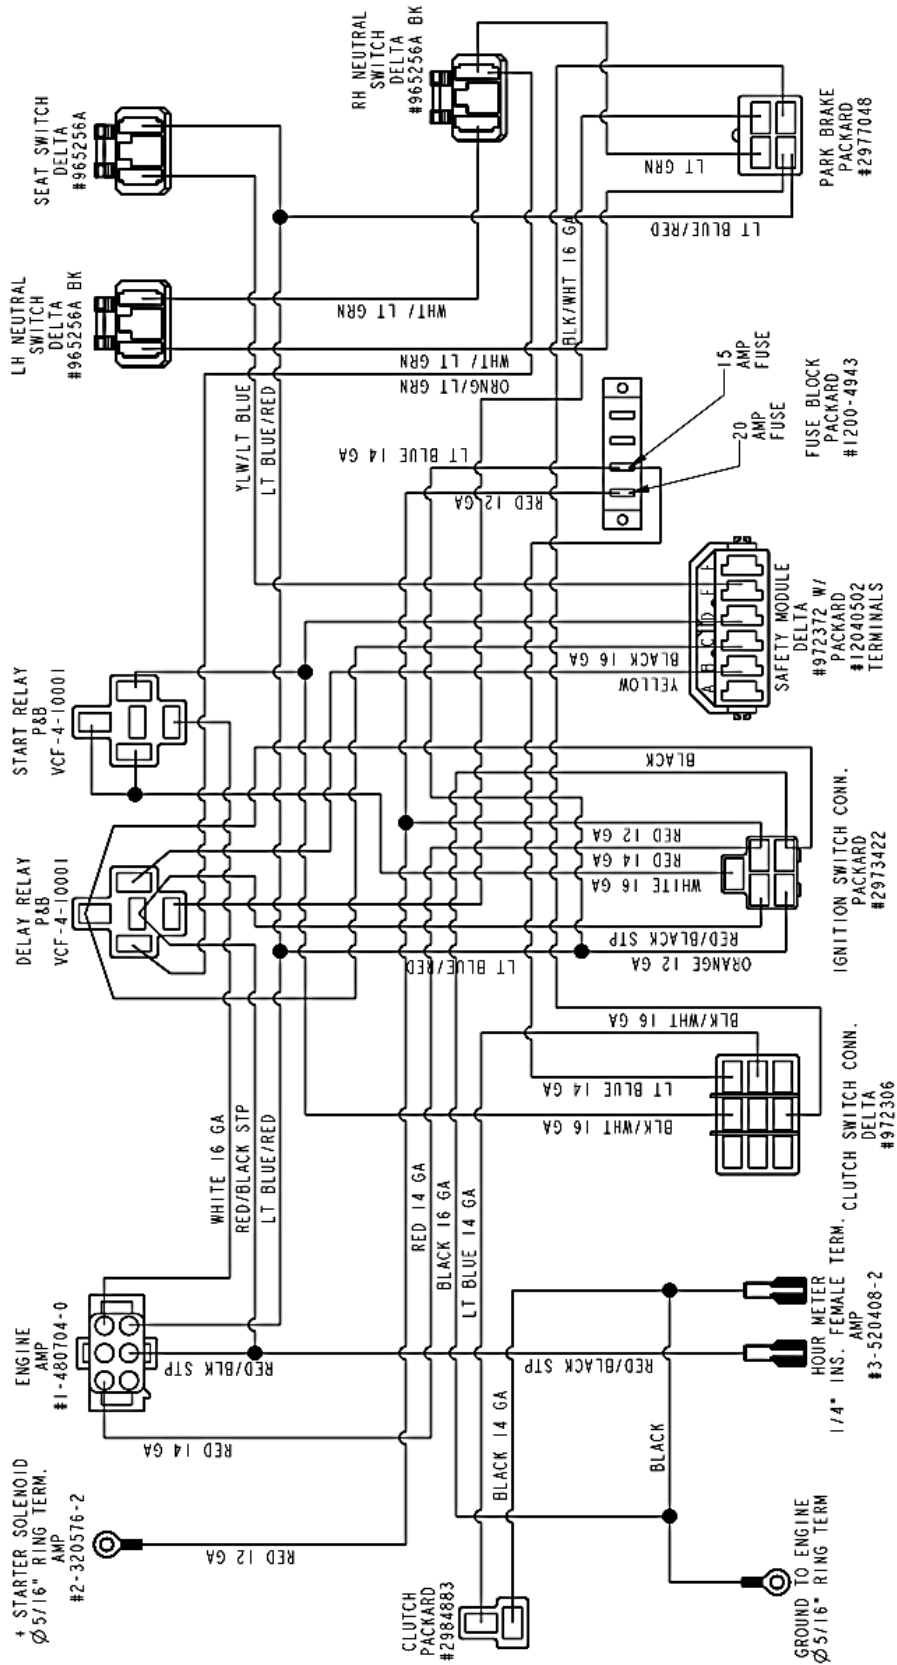 SEAT SWITCH
DELTA
#965256A
RH NEUTRAL
SWITCH
DELTA
#965256A BK
PARK BRAKE
PACKARD
#2977048
LT GRN
LT BLUE/RED
BLK/WHT 16 GA
LH NEUTRAL
SWITCH
DELTA
#965256A BK
WHT/ LT GRN
WHT/ LT GRN
ORNG/LT GRN
YLW/LT BLUE
LT BLUE/RED
LT BLUE 14 GA
RED 12 GA
15
AMP
FUSE
20
AMP
FUSE
FUSE BLOCK
PACKARD
#1200-4943
START RELAY
P&B
VCF-4-10001
BLACK 16 GA
YELLOW
A B C D E F
SAFETY MODULE
DELTA
#972372 W/
PACKARD
#12040502
TERMINALS
DELAY RELAY
P&B
VCF-4-10001
BLACK
RED 12 GA
RED 14 GA
WHITE 16 GA
RED/BLACK STP
ORANGE 12 GA
LT BLUE/RED
IGNITION SWITCH CONN.
PACKARD
#2973422
BLK/WHT 16 GA
LT BLUE 14 GA
BLK/WHT 16 GA
CLUTCH SWITCH CONN.
DELTA
#972306
WHITE 16 GA
RED/BLACK STP
LT BLUE/RED
RED 14 GA
BLACK 16 GA
LT BLUE 14 GA
ENGINE
AMP
#1-480704-0
RED/BLK STP
RED/BLACK STP
HOUR METER
1/4" INS. FEMALE TERM.
AMP
#3-520408-2
RED 14 GA
BLACK 14 GA
BLACK
+ STARTER SOLENOID
Ø5/16" RING TERM.
AMP
#2-320576-2
RED 12 GA
CLUTCH
PACKARD
#2984883
GROUND TO ENGINE
Ø5/16" RING TERM